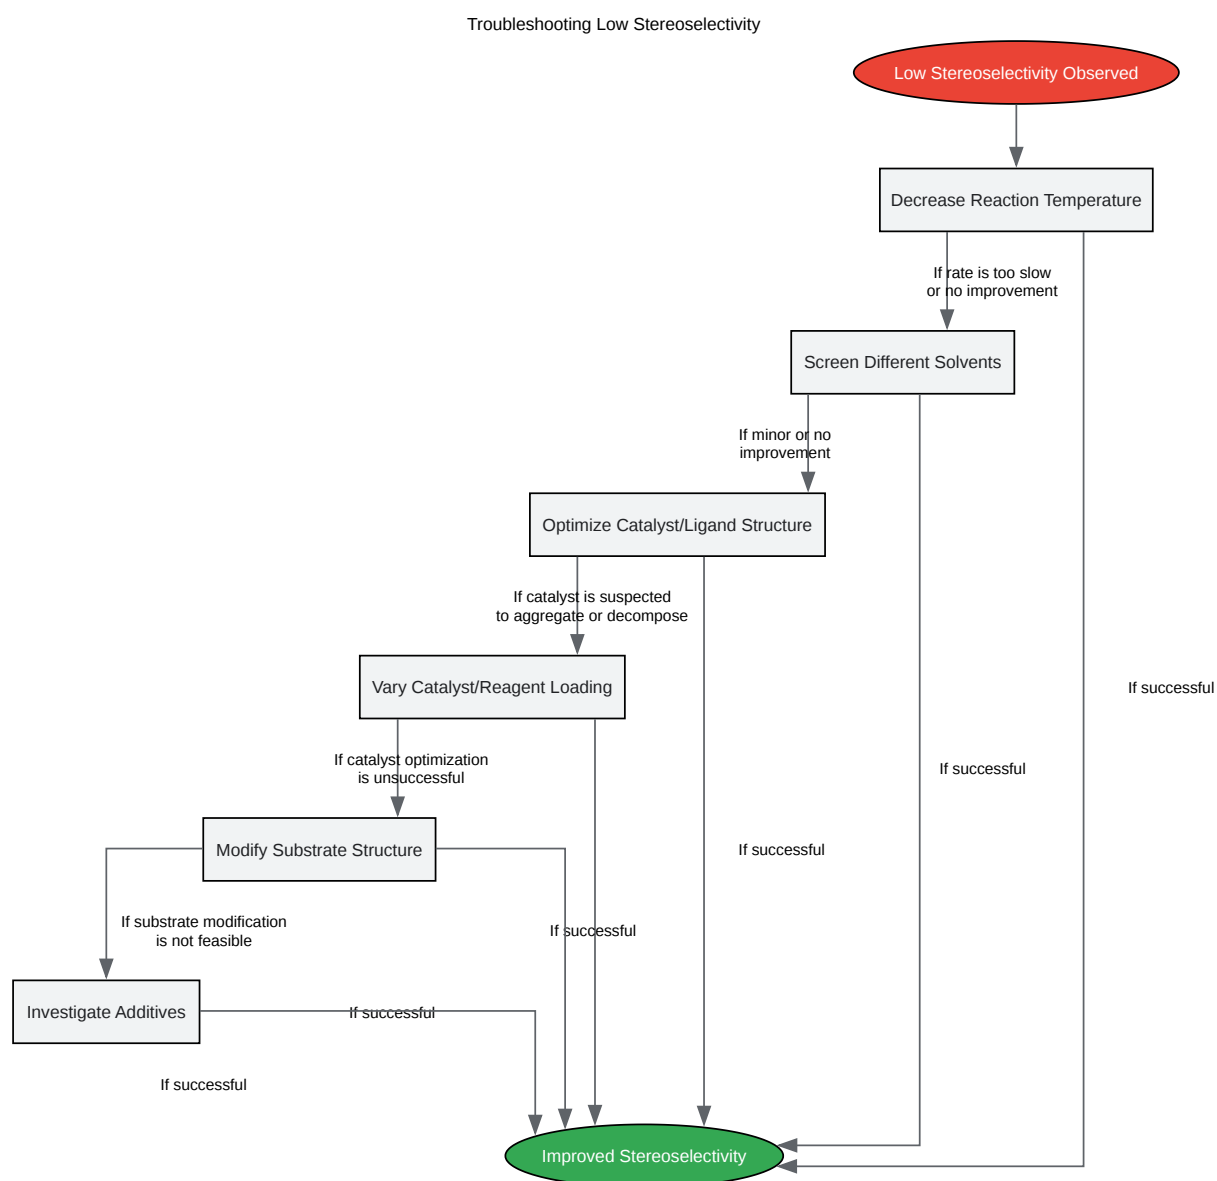 Troubleshooting Low Stereoselectivity
Low Stereoselectivity Observed
Decrease Reaction Temperature
If rate is too slow
or no improvement
Screen Different Solvents
If minor or no
improvement
Optimize Catalyst/Ligand Structure
If catalyst is suspected
to aggregate or decompose
Vary Catalyst/Reagent Loading
If successful
If catalyst optimization
is unsuccessful
If successful
Modify Substrate Structure
If successful
If substrate modification
is not feasible
If successful
Investigate Additives
If successful
If successful
Improved Stereoselectivity